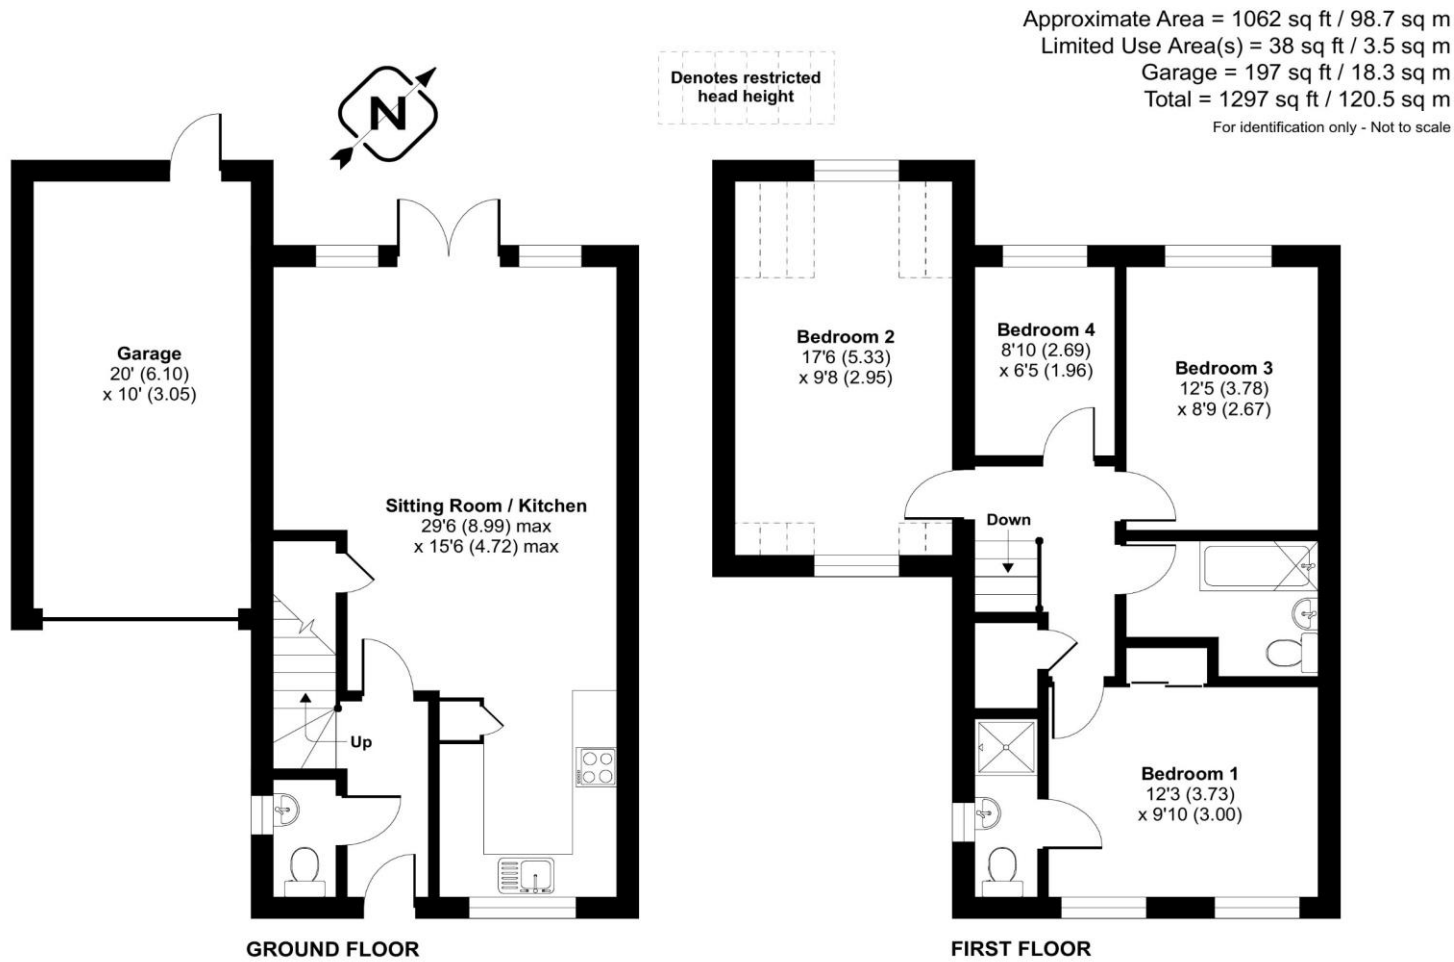 Approximate Area = 1062 sq ft / 98.7 sq m
Limited Use Area(s) = 38 sq ft / 3.5 sq m
Garage = 197 sq ft / 18.3 sq m
Total = 1297 sq ft / 120.5 sq m
For identification only - Not to scale
Denotes restricted
head height
N
Garage
20' (6.10)
x 10' (3.05)
Sitting Room / Kitchen
29'6 (8.99) max
x 15'6 (4.72) max
Up
GROUND FLOOR
Bedroom 2
17'6 (5.33)
x 9'8 (2.95)
Bedroom 4
8'10 (2.69)
x 6'5 (1.96)
Bedroom 3
12'5 (3.78)
x 8'9 (2.67)
Down
Bedroom 1
12'3 (3.73)
x 9'10 (3.00)
FIRST FLOOR